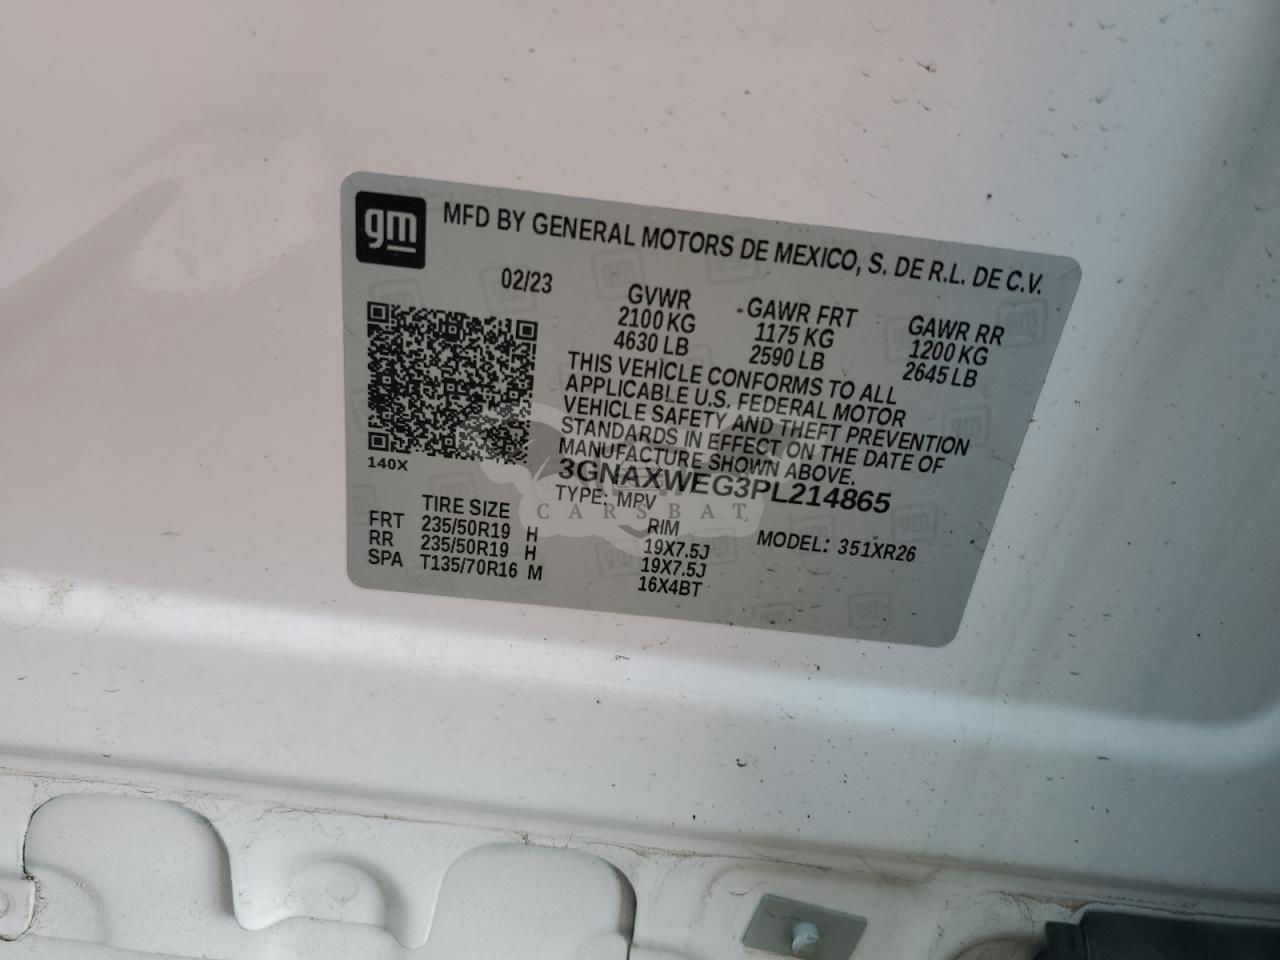 gm MFD BY GENERAL MOTORS DE MEXICO, S. DE R.L. DE C.V.
02/23
GVWR GAWR FRT GAWR RR
2100 KG 1175 KG 1200 KG
4630 LB 2590 LB 2645 LB
THIS VEHICLE CONFORMS TO ALL
APPLICABLE U.S. FEDERAL MOTOR
VEHICLE SAFETY AND THEFT PREVENTION
STANDARDS IN EFFECT ON THE DATE OF
MANUFACTURE SHOWN ABOVE.
140X
3GNAXWEG3PL214865
TYPE: MPV
CARSBAT
TIRE SIZE RIM MODEL: 351XR26
FRT 235/50R19 H 19X7.5J
RR 235/50R19 H 19X7.5J
SPA T135/70R16 M 16X4BT